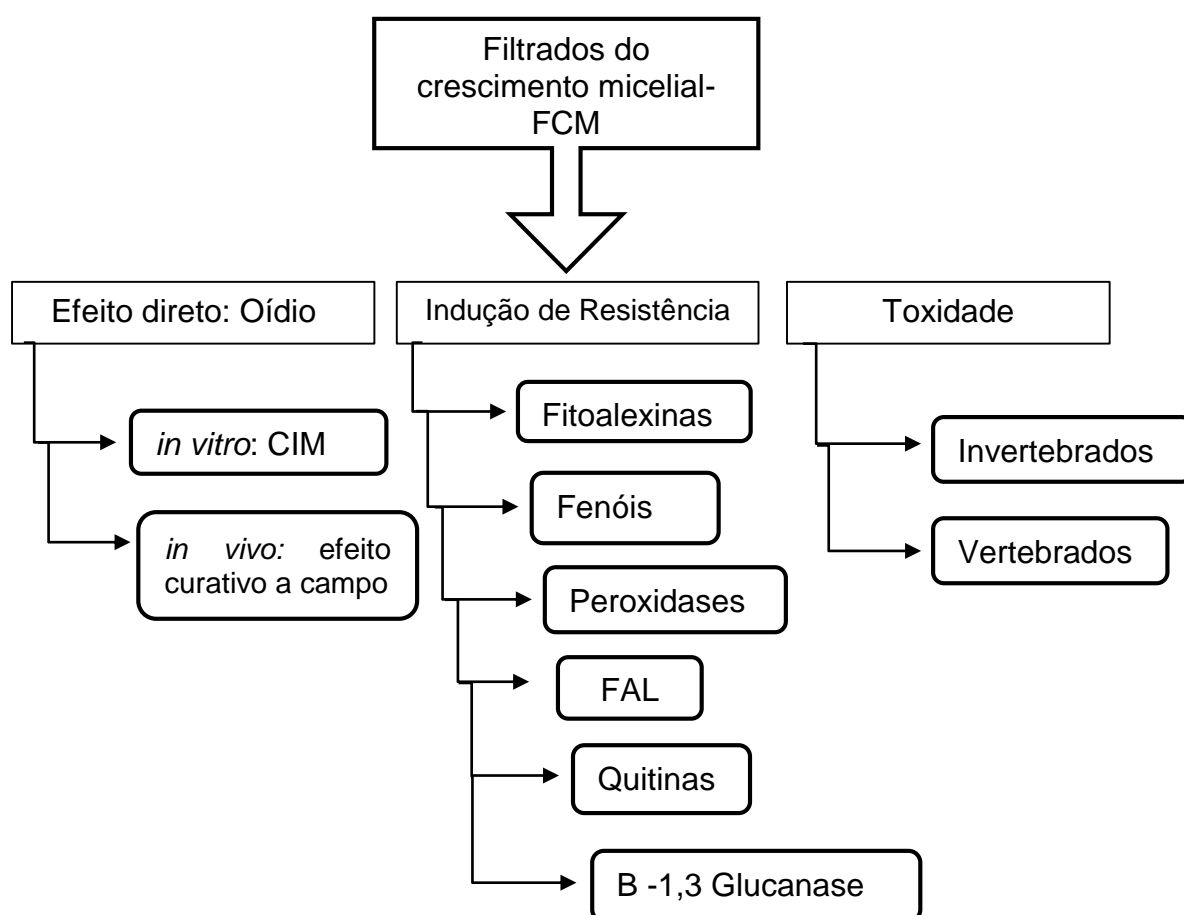 Filtrados do
crescimento micelial-
FCM
Efeito direto: Oídio
in vitro: CIM
in vivo: efeito
curativo a campo
Indução de Resistência
Fitoalexinas
Fenóis
Peroxidases
FAL
Quitinas
B -1,3 Glucanase
Toxidade
Invertebrados
Vertebrados